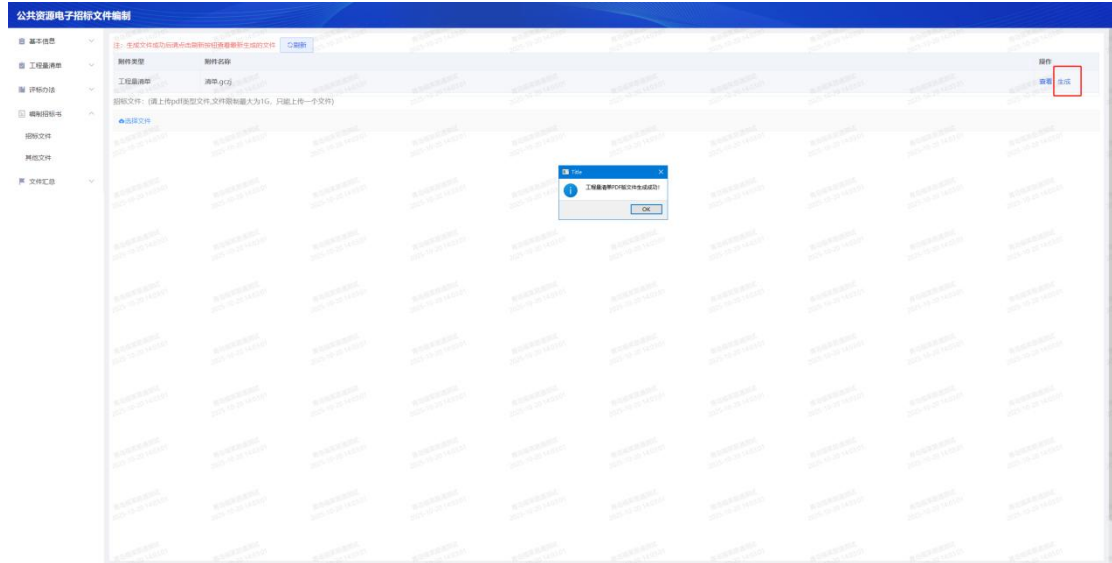 公共资源电子招标文件编制
基本信息
工程量清单
评标办法
编制招标书
招标文件
其他文件
文件汇总
注：生成文件成功后请点击刷新按钮查看最新生成的文件 刷新
附件类型 附件名称 操作
工程量清单 清单.gczj 查看 生成
招标文件：(请上传pdf类型文件,文件限制最大为1G，只能上传一个文件)
选择文件
Title
工程量清单PDF版文件生成成功!
OK